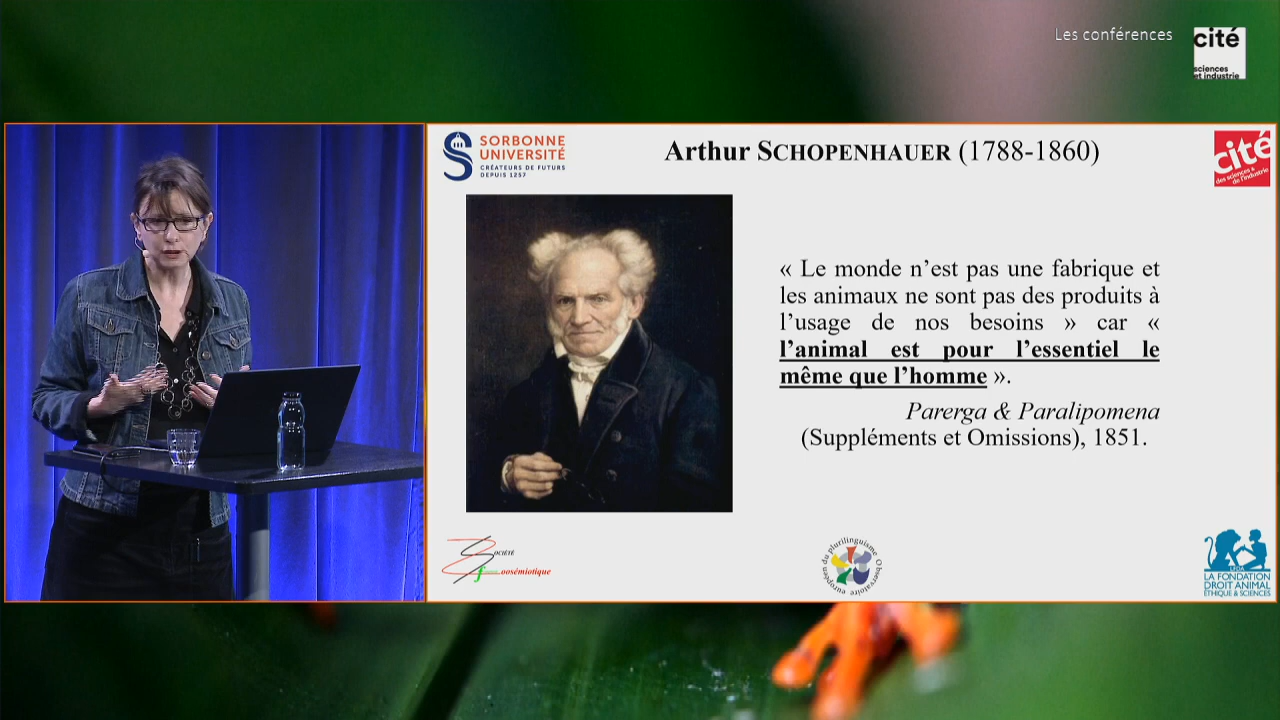 Les conférences
cité
sciences
et industrie
SORBONNE
UNIVERSITÉ
CRÉATEURS DE FUTURS
DEPUIS 1257
Arthur SCHOPENHAUER (1788-1860)
cité
des sciences &
de l'industrie
« Le monde n’est pas une fabrique et
les animaux ne sont pas des produits à
l’usage de nos besoins » car «
l’animal est pour l’essentiel le
même que l’homme ».
Parerga & Paralipomena
(Suppléments et Omissions), 1851.
SOCIÉTÉ
oosémiotique
Observatoire européen du plurilinguisme
LFDA
LA FONDATION
DROIT ANIMAL
ÉTHIQUE & SCIENCES